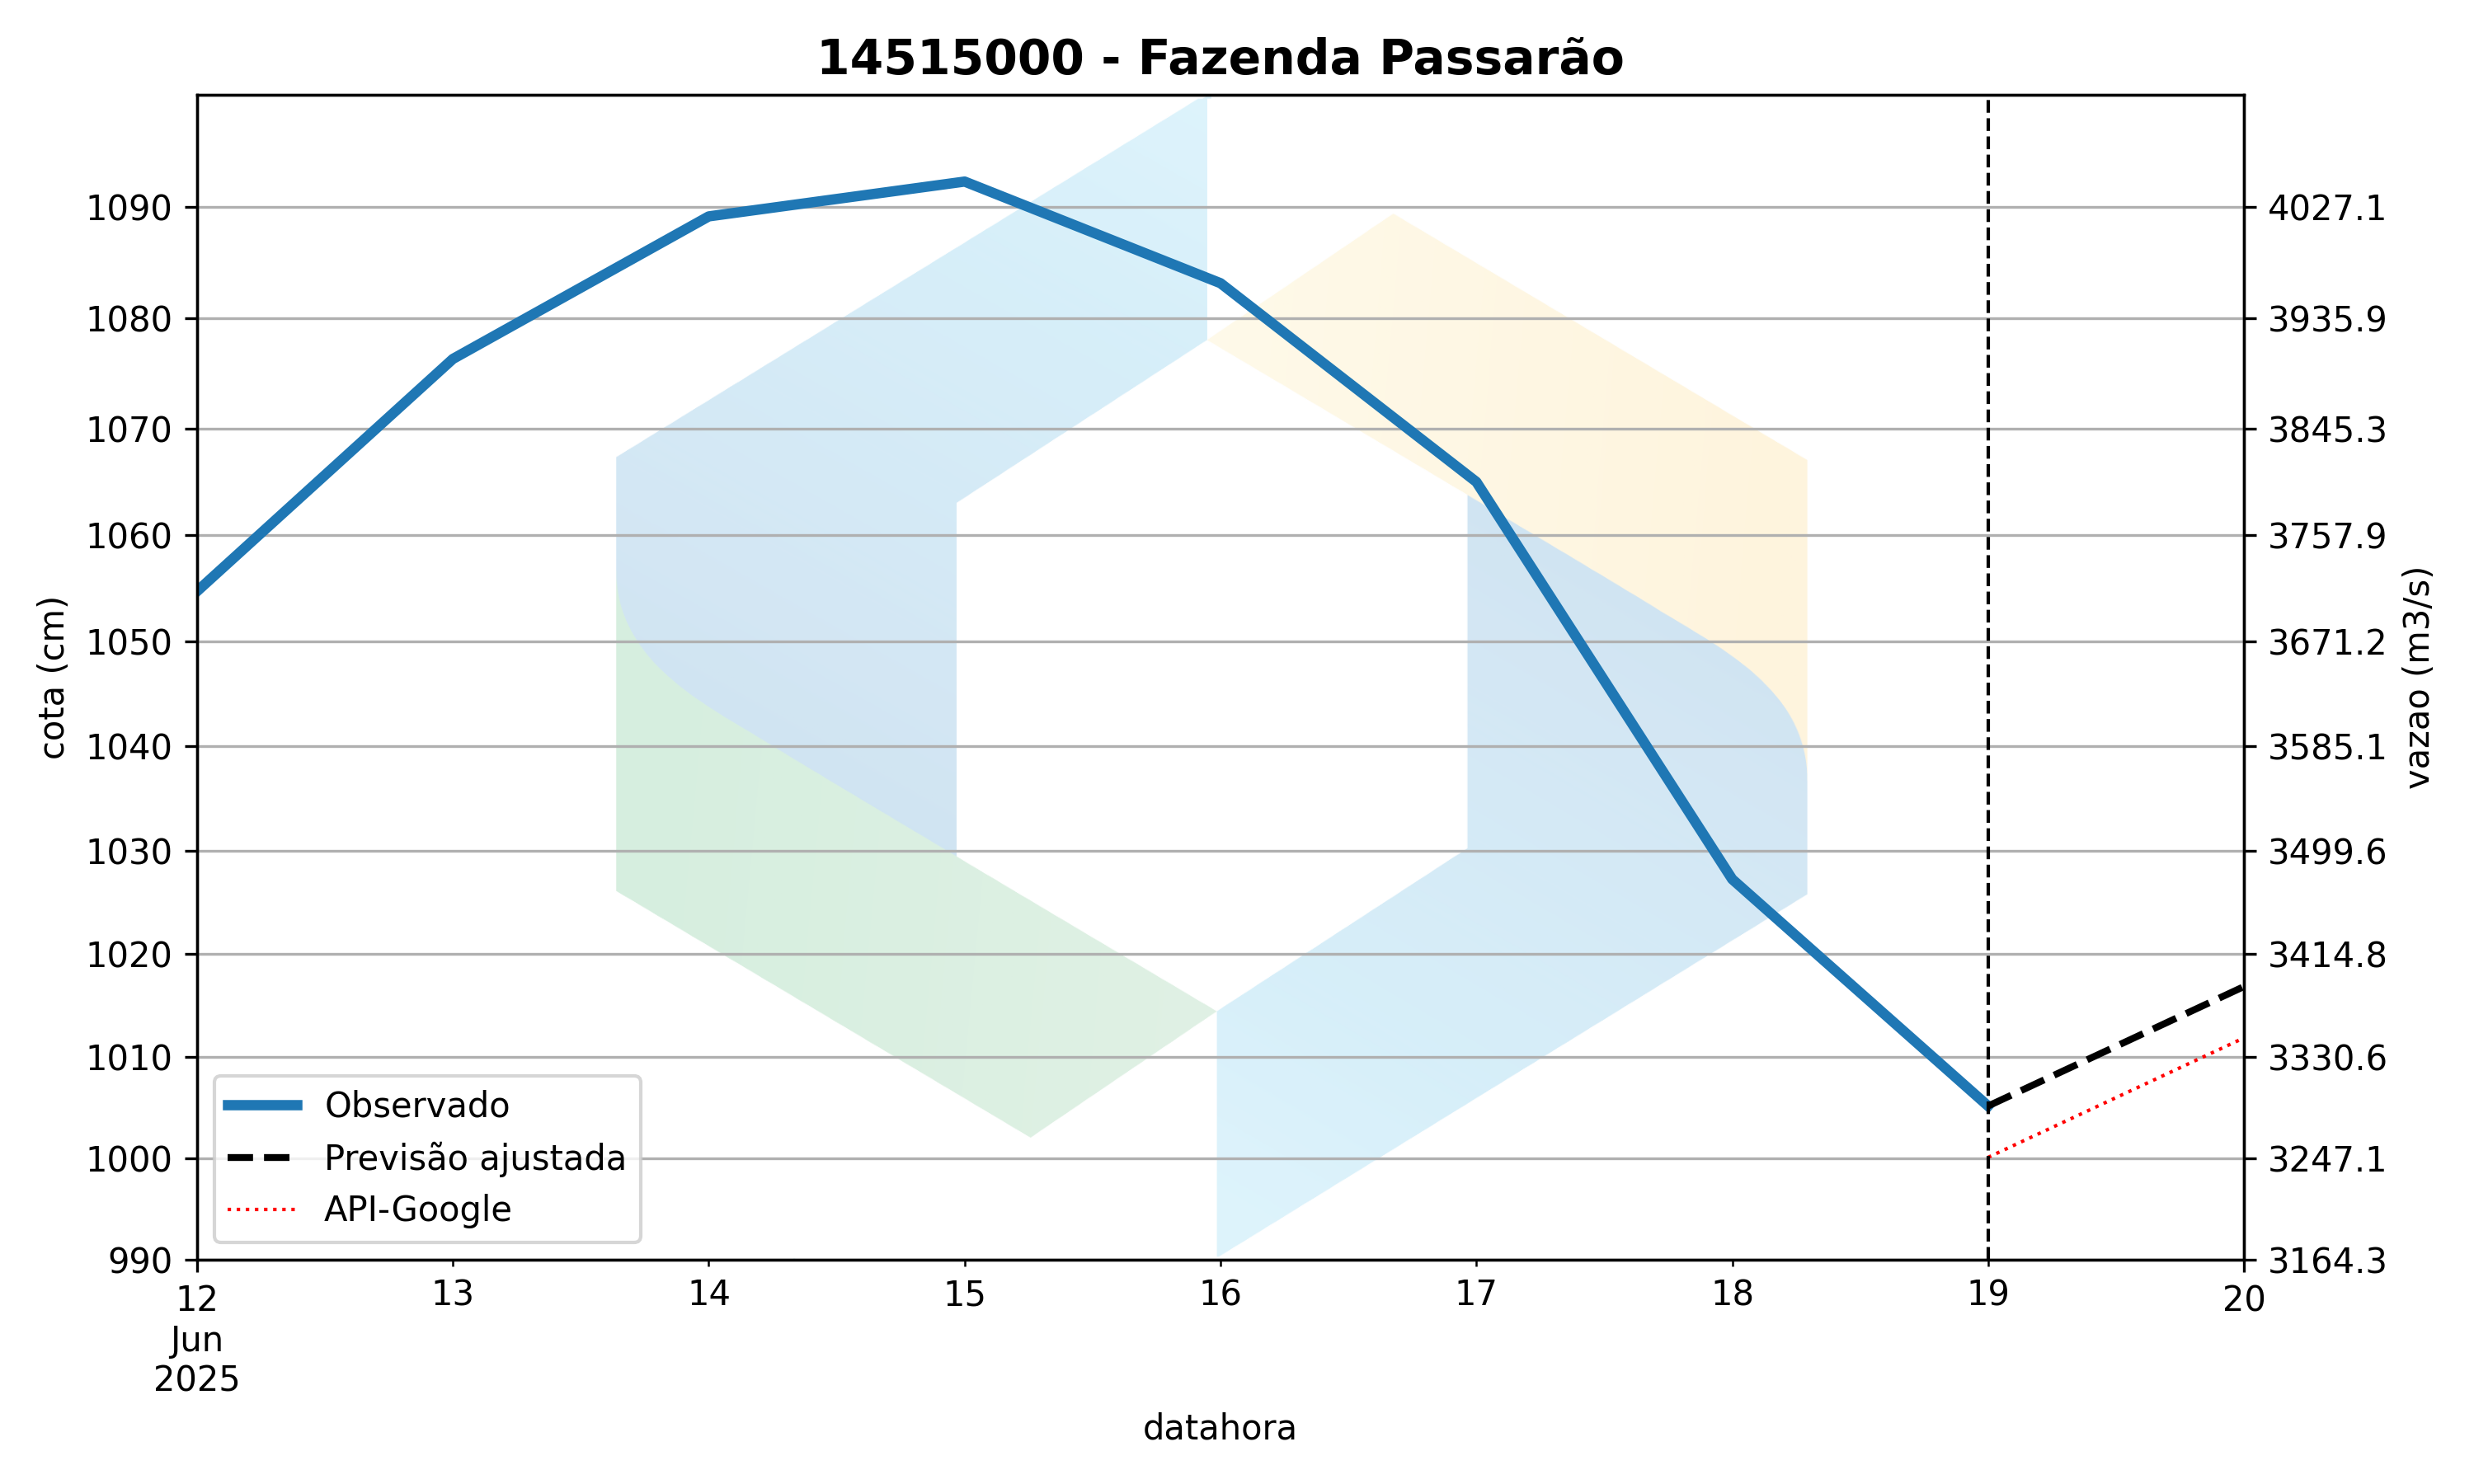 14515000 - Fazenda Passarão
cota (cm)
1090
1080
1070
1060
1050
1040
1030
1020
1010
1000
990
4027.1
3935.9
3845.3
3757.9
3671.2
3585.1
3499.6
3414.8
3330.6
3247.1
3164.3
vazao (m3/s)
Observado
Previsão ajustada
API-Google
12 13 14 15 16 17 18 19 20
Jun
2025
datahora